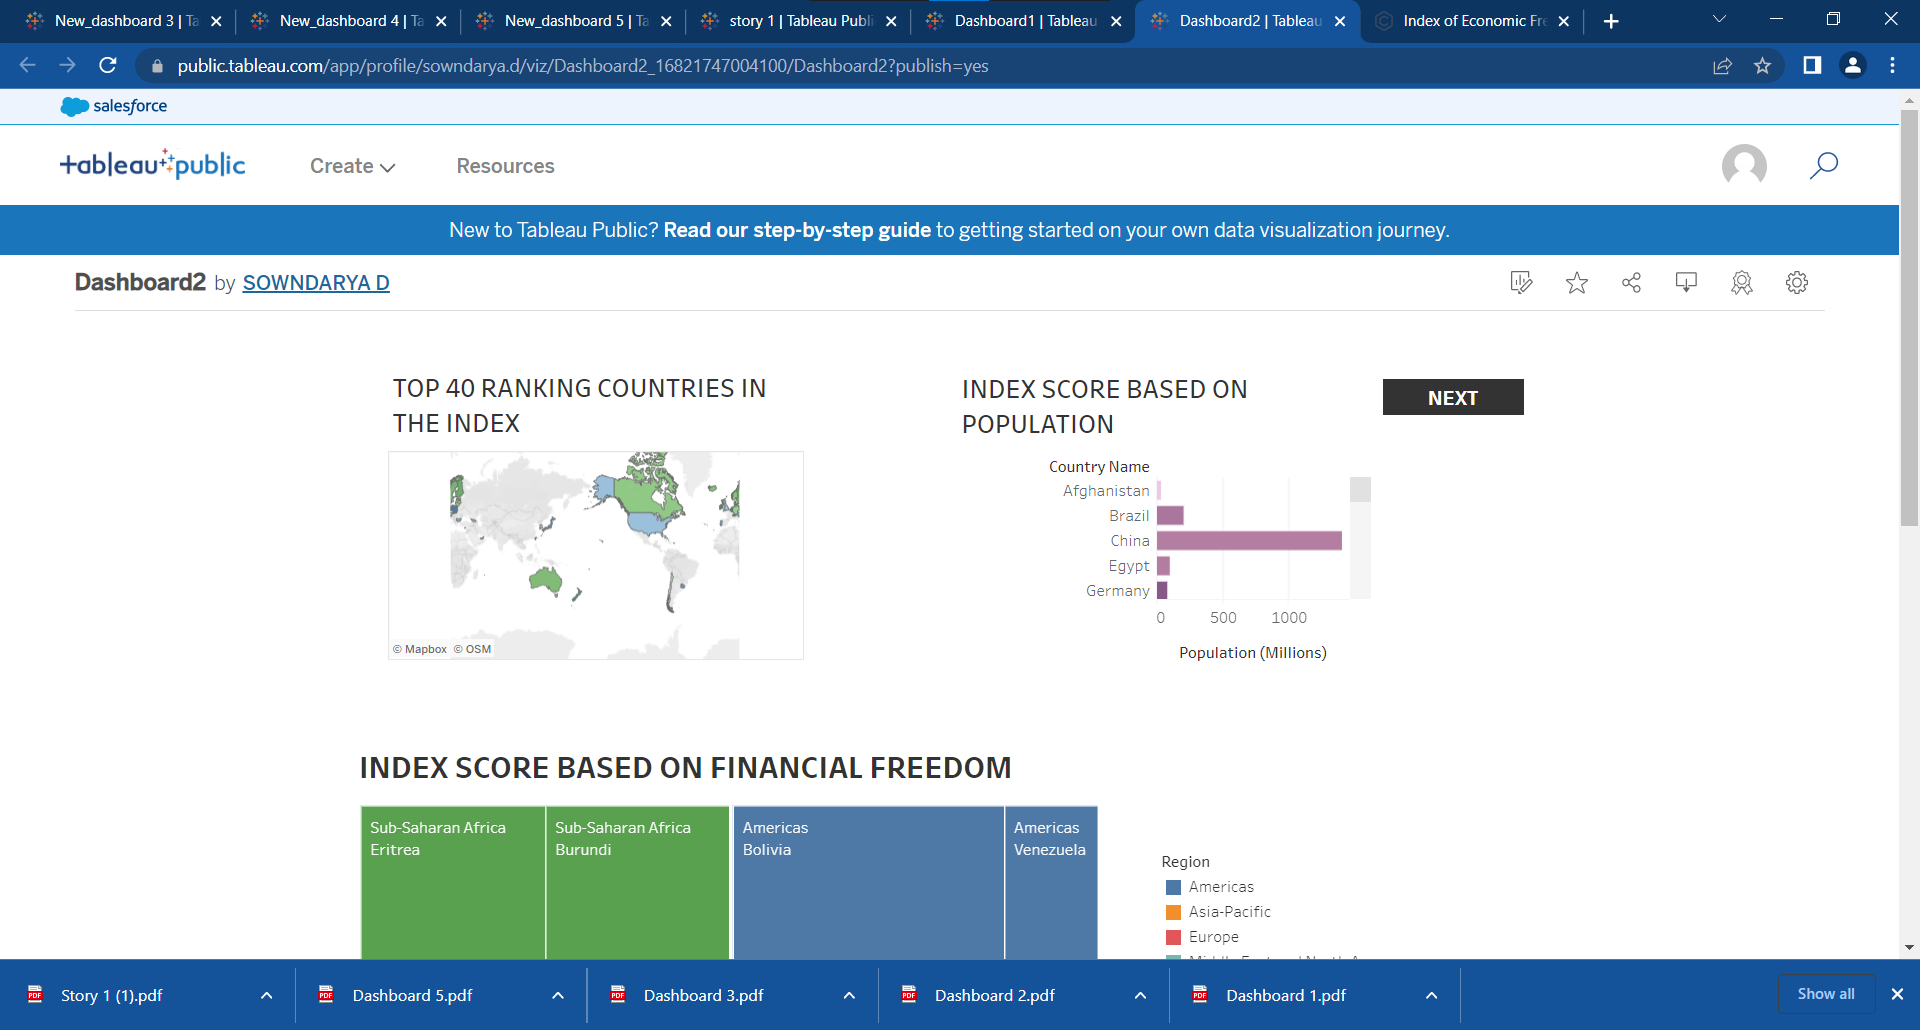 New_dashboard 3 | Ta
New_dashboard 4 | Ta
New_dashboard 5 | Ta
story 1 | Tableau Publi
Dashboard1 | Tableau
Dashboard2 | Tableau
Index of Economic Fre
public.tableau.com/app/profile/sowndarya.d/viz/Dashboard2_16821747004100/Dashboard2?publish=yes
salesforce
+ableau public
Create
Resources
New to Tableau Public? Read our step-by-step guide to getting started on your own data visualization journey.
Dashboard2 by SOWNDARYA D
TOP 40 RANKING COUNTRIES IN
THE INDEX
© Mapbox © OSM
INDEX SCORE BASED ON
POPULATION
NEXT
Country Name
Afghanistan
Brazil
China
Egypt
Germany
0 500 1000
Population (Millions)
INDEX SCORE BASED ON FINANCIAL FREEDOM
Sub-Saharan Africa
Eritrea
Sub-Saharan Africa
Burundi
Americas
Bolivia
Americas
Venezuela
Region
Americas
Asia-Pacific
Europe
Story 1 (1).pdf
Dashboard 5.pdf
Dashboard 3.pdf
Dashboard 2.pdf
Dashboard 1.pdf
Show all